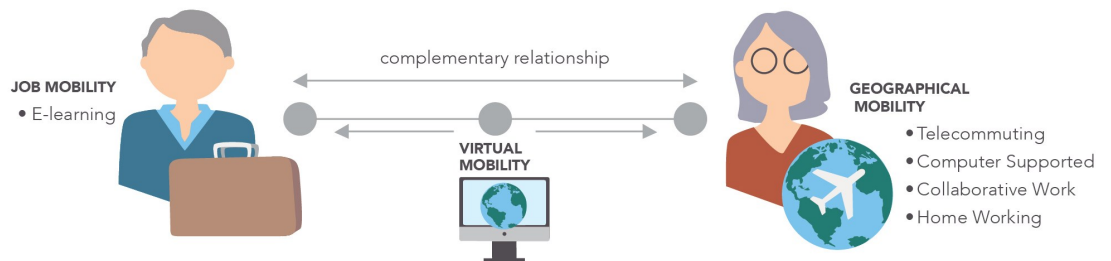 JOB MOBILITY
• E-learning
complementary relationship
VIRTUAL
MOBILITY
GEOGRAPHICAL
MOBILITY
• Telecommuting
• Computer Supported
• Collaborative Work
• Home Working